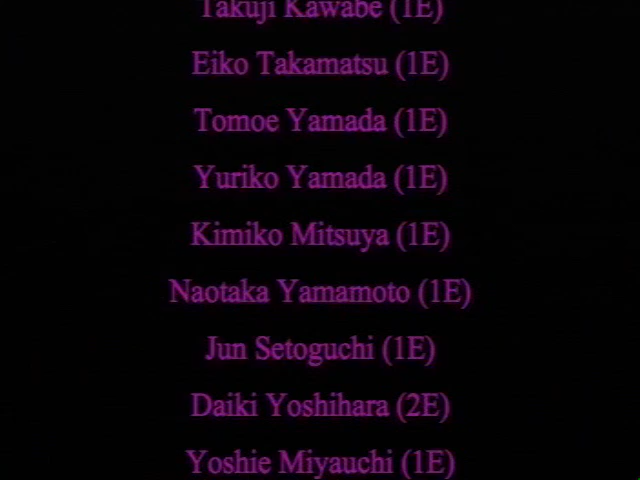 Takuji Kawabe (1E)
Eiko Takamatsu (1E)
Tomoe Yamada (1E)
Yuriko Yamada (1E)
Kimiko Mitsuya (1E)
Naotaka Yamamoto (1E)
Jun Setoguchi (1E)
Daiki Yoshihara (2E)
Yoshie Miyauchi (1E)